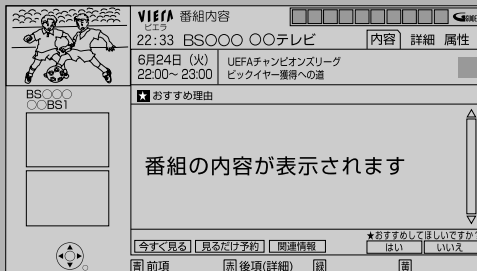 VIERA 番組内容
ビエラ
22:33 BS○○○ ○○テレビ
内容 詳細 属性
6月24日（火） UEFAチャンピオンズリーグ
22:00～23:00 ビックイヤー獲得への道
BS○○○
○○BS1
★ おすすめ理由
番組の内容が表示されます
★おすすめしてほしいですか?
今すぐ見る 見るだけ予約 関連情報 はい いいえ
青 前項 赤 後項(詳細) 緑 黄